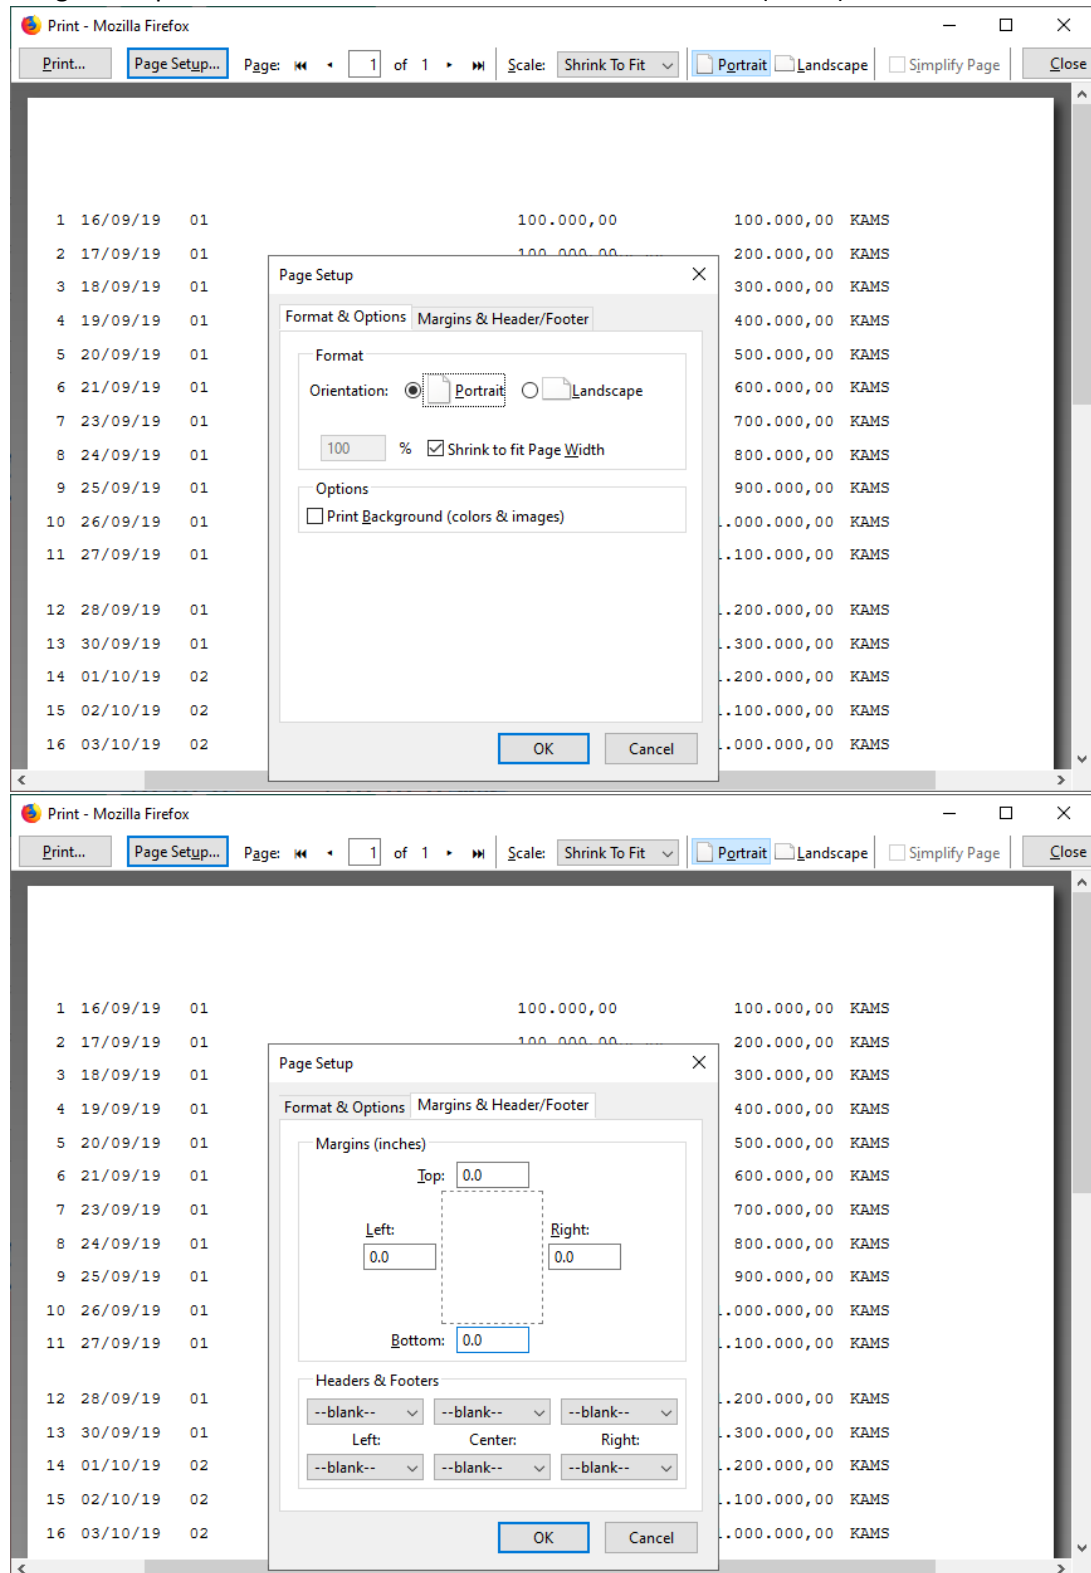 Print - Mozilla Firefox
Print... Page Setup... Page: 1 of 1 Scale: Shrink To Fit Portrait Landscape Simplify Page Close
1 16/09/19 01 100.000,00 100.000,00 KAMS
2 17/09/19 01 200.000,00 KAMS
3 18/09/19 01 300.000,00 KAMS
4 19/09/19 01 400.000,00 KAMS
5 20/09/19 01 500.000,00 KAMS
6 21/09/19 01 600.000,00 KAMS
7 23/09/19 01 700.000,00 KAMS
8 24/09/19 01 800.000,00 KAMS
9 25/09/19 01 900.000,00 KAMS
10 26/09/19 01 .000.000,00 KAMS
11 27/09/19 01 .100.000,00 KAMS
12 28/09/19 01 .200.000,00 KAMS
13 30/09/19 01 .300.000,00 KAMS
14 01/10/19 02 .200.000,00 KAMS
15 02/10/19 02 .100.000,00 KAMS
16 03/10/19 02 .000.000,00 KAMS
Page Setup
Format & Options Margins & Header/Footer
Format
Orientation: Portrait Landscape
100 % Shrink to fit Page Width
Options
Print Background (colors & images)
OK Cancel
Print - Mozilla Firefox
Print... Page Setup... Page: 1 of 1 Scale: Shrink To Fit Portrait Landscape Simplify Page Close
1 16/09/19 01 100.000,00 100.000,00 KAMS
2 17/09/19 01 200.000,00 KAMS
3 18/09/19 01 300.000,00 KAMS
4 19/09/19 01 400.000,00 KAMS
5 20/09/19 01 500.000,00 KAMS
6 21/09/19 01 600.000,00 KAMS
7 23/09/19 01 700.000,00 KAMS
8 24/09/19 01 800.000,00 KAMS
9 25/09/19 01 900.000,00 KAMS
10 26/09/19 01 .000.000,00 KAMS
11 27/09/19 01 .100.000,00 KAMS
12 28/09/19 01 .200.000,00 KAMS
13 30/09/19 01 .300.000,00 KAMS
14 01/10/19 02 .200.000,00 KAMS
15 02/10/19 02 .100.000,00 KAMS
16 03/10/19 02 .000.000,00 KAMS
Page Setup
Format & Options Margins & Header/Footer
Margins (inches)
Top: 0.0
Left: Right:
0.0 0.0
Bottom: 0.0
Headers & Footers
--blank-- --blank-- --blank--
Left: Center: Right:
--blank-- --blank-- --blank--
OK Cancel